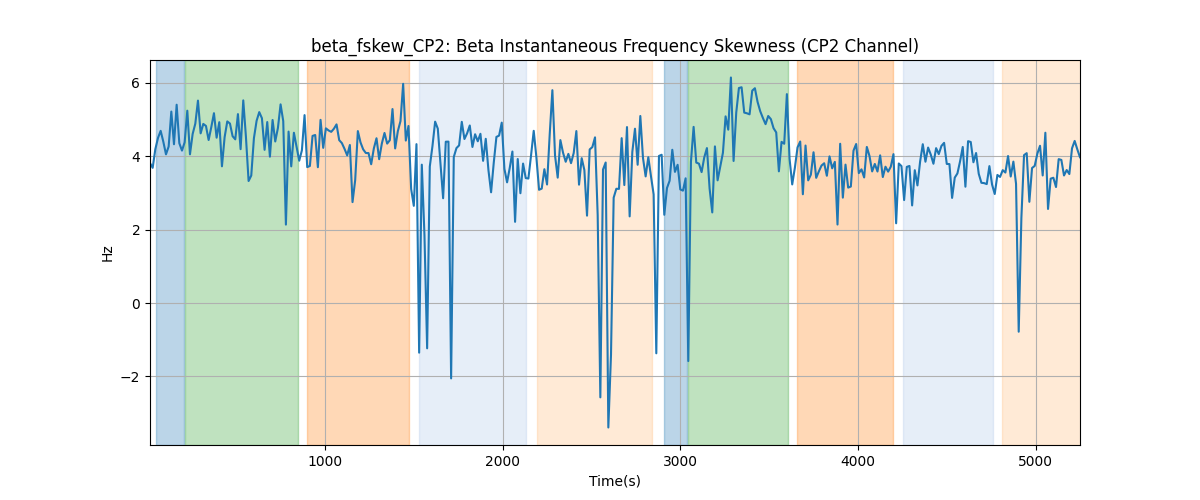 beta_fskew_CP2: Beta Instantaneous Frequency Skewness (CP2 Channel)
6
4
2
0
−2
Hz
1000 2000 3000 4000 5000
Time(s)